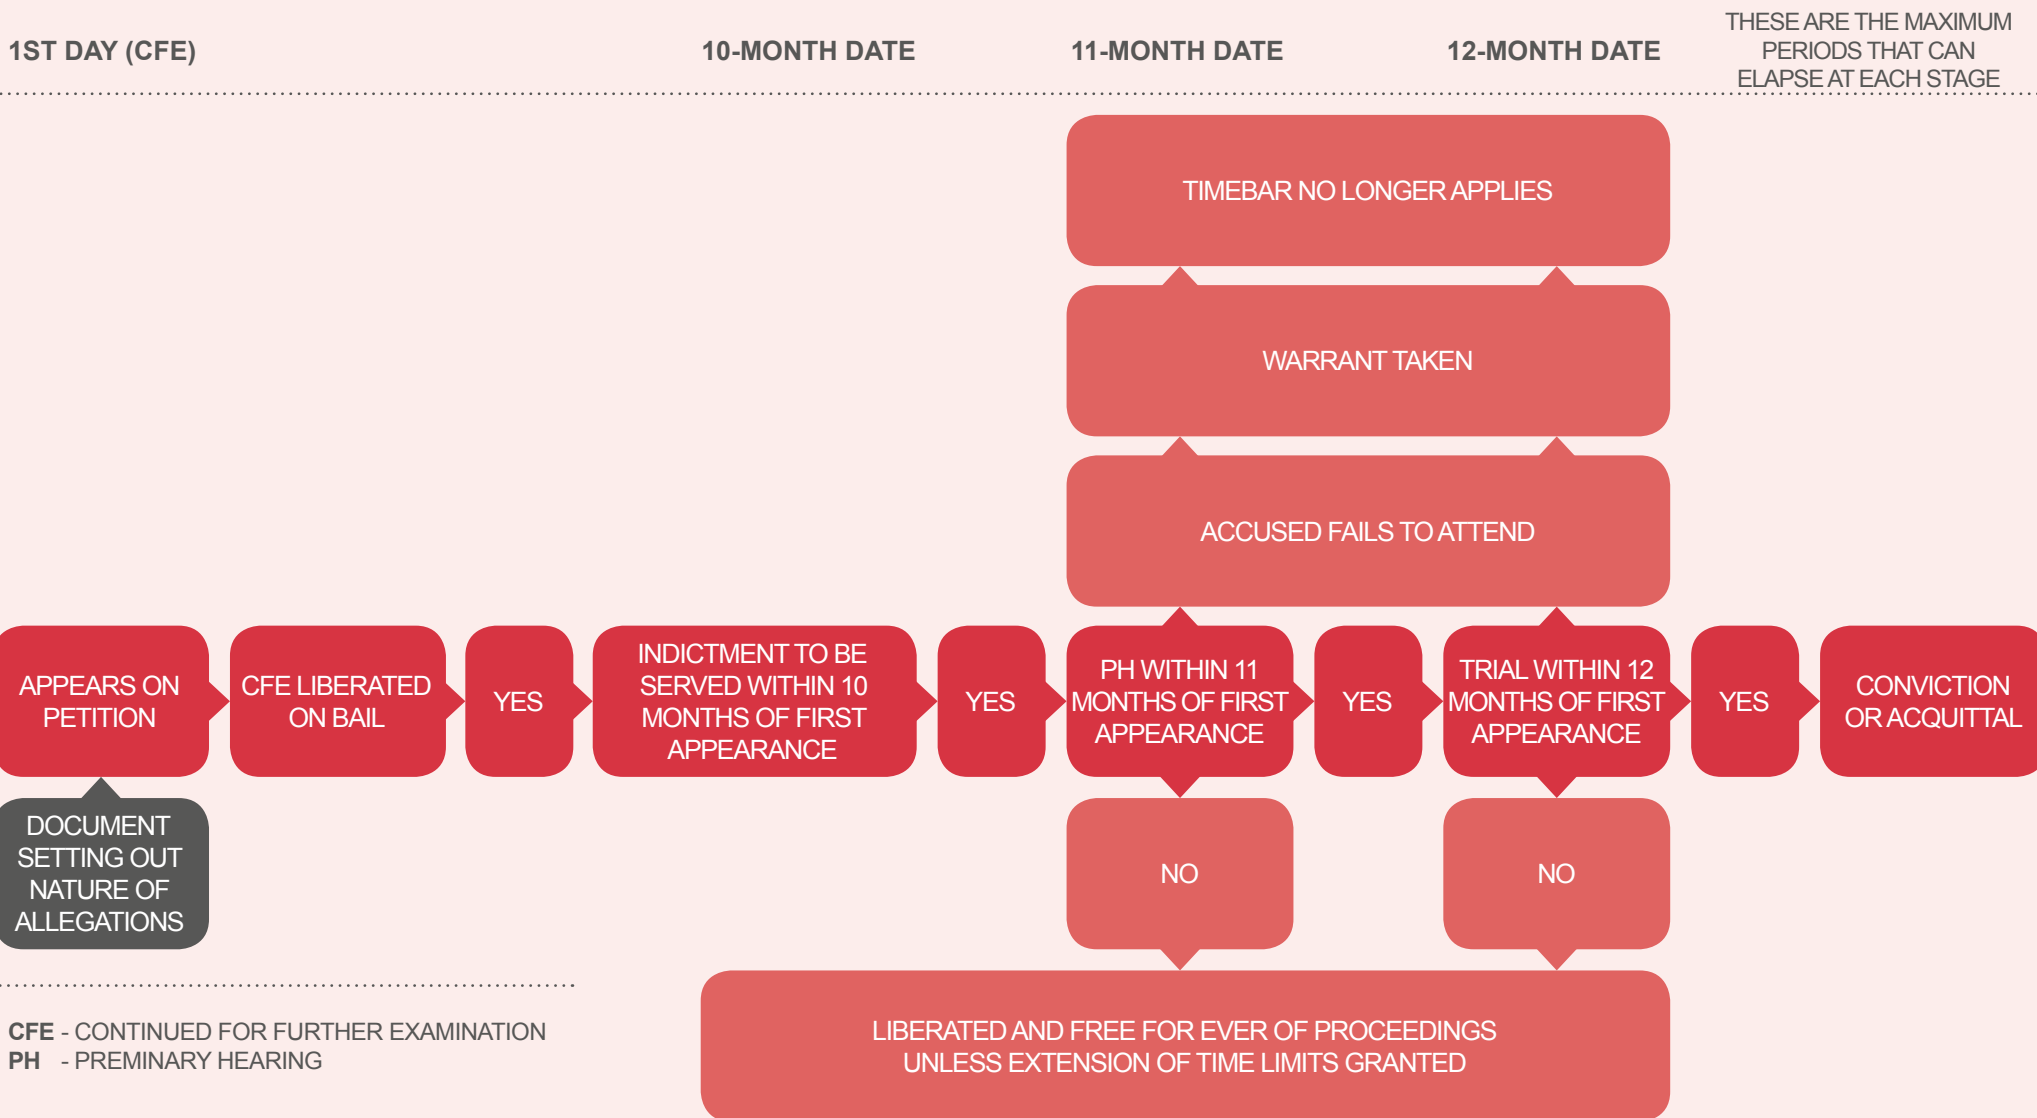 1ST DAY (CFE)
10-MONTH DATE
11-MONTH DATE
12-MONTH DATE
THESE ARE THE MAXIMUM
PERIODS THAT CAN
ELAPSE AT EACH STAGE
TIMEBAR NO LONGER APPLIES
WARRANT TAKEN
ACCUSED FAILS TO ATTEND
APPEARS ON
PETITION
CFE LIBERATED
ON BAIL
YES
INDICTMENT TO BE
SERVED WITHIN 10
MONTHS OF FIRST
APPEARANCE
YES
PH WITHIN 11
MONTHS OF FIRST
APPEARANCE
YES
TRIAL WITHIN 12
MONTHS OF FIRST
APPEARANCE
YES
CONVICTION
OR ACQUITTAL
DOCUMENT
SETTING OUT
NATURE OF
ALLEGATIONS
NO
NO
LIBERATED AND FREE FOR EVER OF PROCEEDINGS
UNLESS EXTENSION OF TIME LIMITS GRANTED
CFE - CONTINUED FOR FURTHER EXAMINATION
PH - PREMINARY HEARING